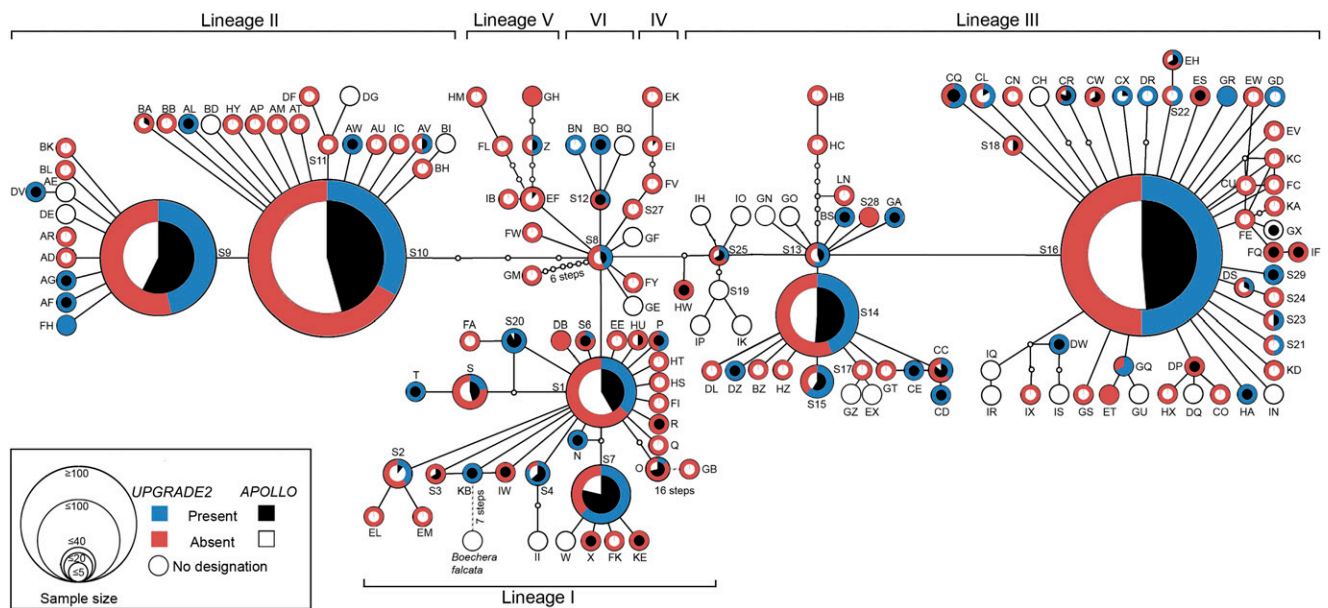 Lineage II
Lineage V
VI
IV
Lineage III
EH
BA
BB
AL
BD
HY
AP
AM
AT
DF
DG
S11
AW
AU
IC
AV
BI
BH
HM
GH
EK
FL
Z
BN
BO
BQ
EI
FV
IB
EF
S12
S27
FW
S8
GF
GM
6 steps
FY
GE
HB
HC
LN
IH
IO
GN
GO
BS
S28
GA
S25
S13
HW
S19
IP
IK
CQ
CL
CN
CH
CR
CW
CX
DR
S22
ES
GR
EW
GD
S18
EV
KC
CU
FC
KA
FE
GX
FQ
IF
S29
DS
S24
S23
S21
KD
BK
BL
AE
DV
DE
AR
AD
AG
AF
FH
S9
S10
S16
S14
FA
S20
DB
S6
EE
HU
P
HT
HS
FI
R
Q
O
GB
16 steps
T
S
S1
N
S7
S2
S3
KB
IW
S4
EL
EM
7 steps
Boechera
falcata
II
W
X
FK
KE
DL
DZ
BZ
HZ
S15
S17
GZ
EX
GT
CE
CC
CD
IQ
IR
IX
DW
IS
GS
GQ
ET
GU
DP
HX
DQ
CO
HA
IN
Lineage I
≥100
≤100
≤40
≤20
≤5
Sample size
UPGRADE2 APOLLO
Present
Absent
No designation